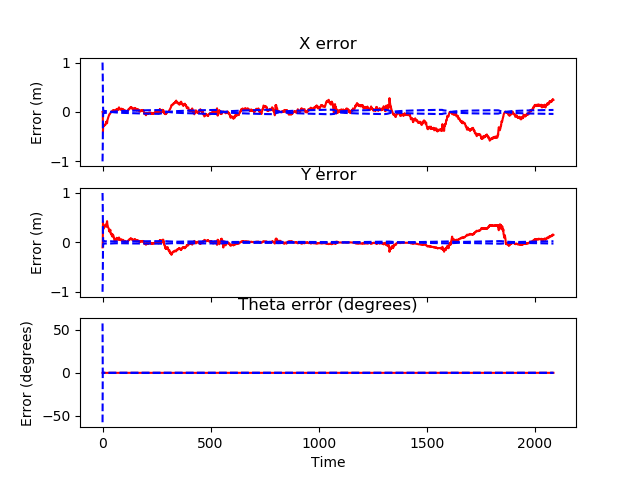 X error
1
0
−1
Error (m)
Y error
1
0
−1
Error (m)
Theta error (degrees)
50
0
−50
Error (degrees)
0 500 1000 1500 2000
Time